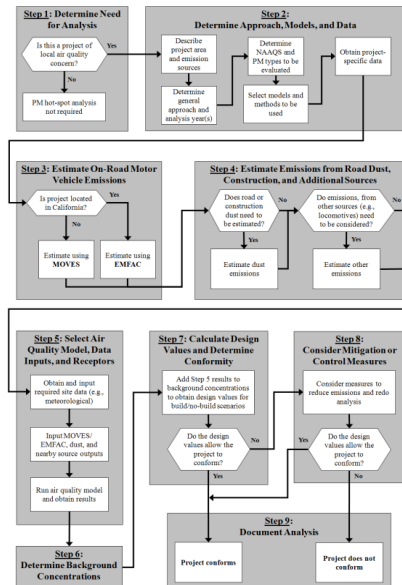 Step 1: Determine Need
for Analysis
Is this a project of
local air quality
concern?
Yes
No
PM hot-spot analysis
not required
Step 2:
Determine Approach, Models, and Data
Describe
project area
and emission
sources
Determine
general
approach and
analysis year(s)
Determine
NAAQS and
PM types to be
evaluated
Select models and
methods to be
used
Obtain project-
specific data
Step 3: Estimate On-Road Motor
Vehicle Emissions
Is project located
in California?
Yes
No
Estimate using
MOVES
Estimate using
EMFAC
Step 4: Estimate Emissions from Road Dust,
Construction, and Additional Sources
Does road or
construction
dust need to
be estimated?
No
Yes
Estimate dust
emissions
Do emissions, from
other sources (e.g.,
locomotives) need
to be considered?
No
Yes
Estimate other
emissions
Step 5: Select Air
Quality Model, Data
Inputs, and Receptors
Obtain and input
required site data (e.g.,
meteorological)
Input MOVES/
EMFAC, dust, and
nearby source outputs
Run air quality model
and obtain results
Step 6:
Determine Background
Concentrations
Step 7: Calculate Design
Values and Determine
Conformity
Add Step 5 results to
background concentrations
to obtain design values for
build/no-build scenarios
Do the design
values allow the
project to
conform?
No
Yes
Step 8:
Consider Mitigation or
Control Measures
Consider measures to
reduce emissions and redo
analysis
Do the design
values allow the
project to
conform?
Yes
No
Step 9:
Document Analysis
Project conforms
Project does not
conform